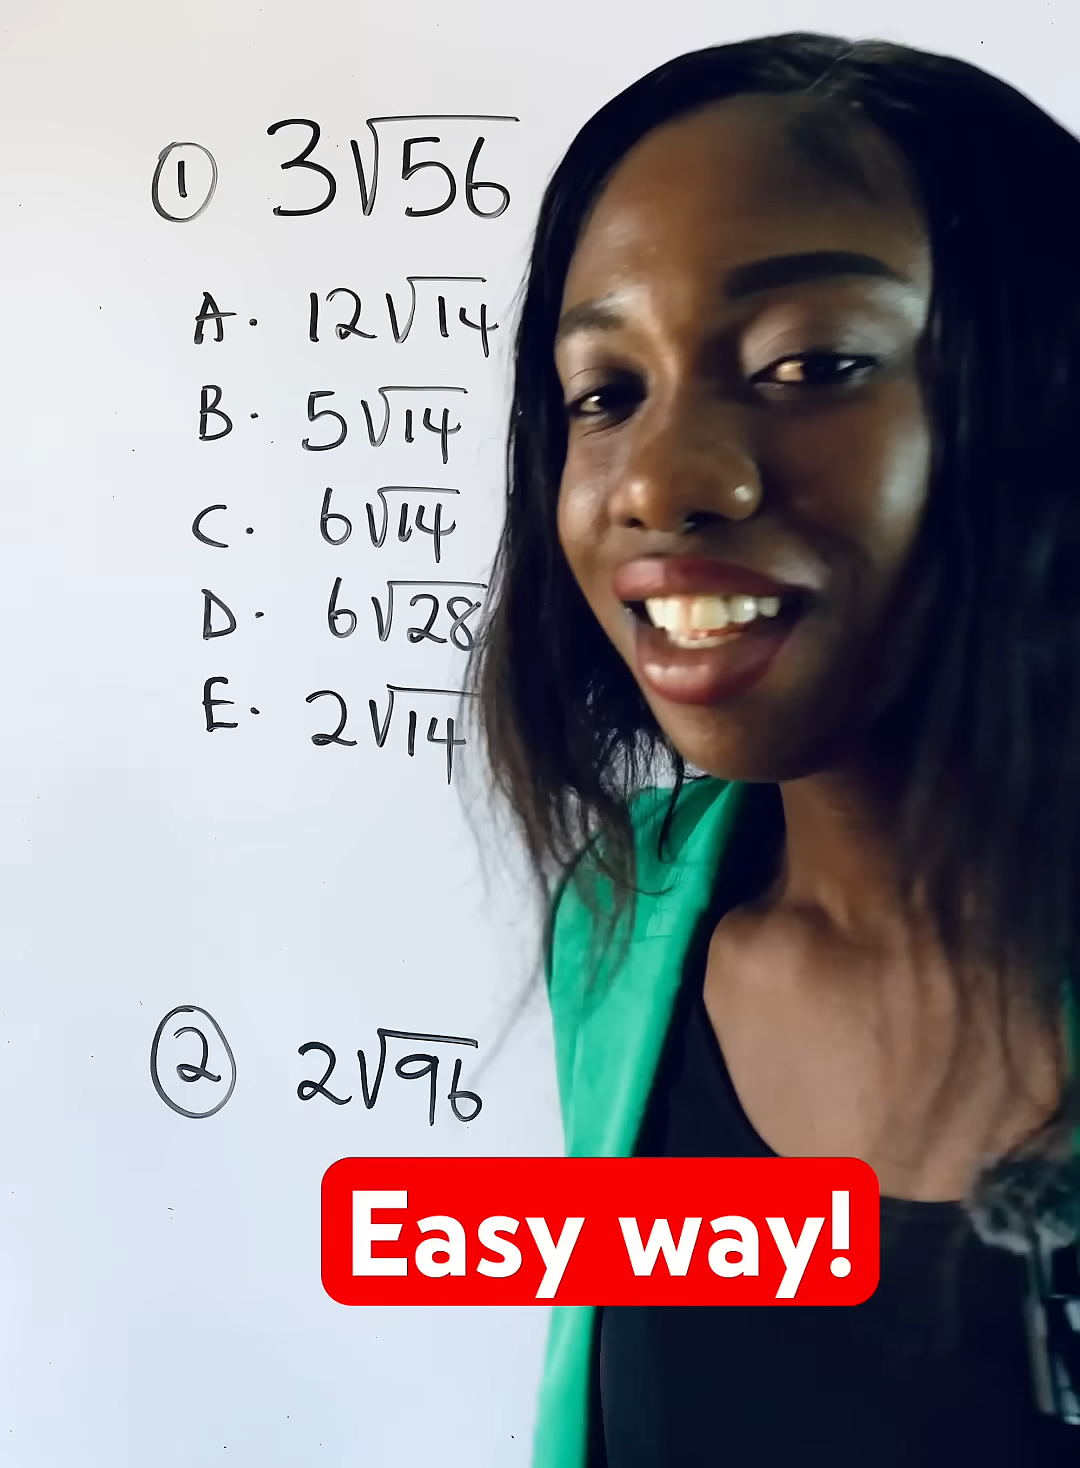 ① 3√56
A. 12√14
B. 5√14
C. 6√14
D. 6√28
E. 2√14
② 2√96
Easy way!